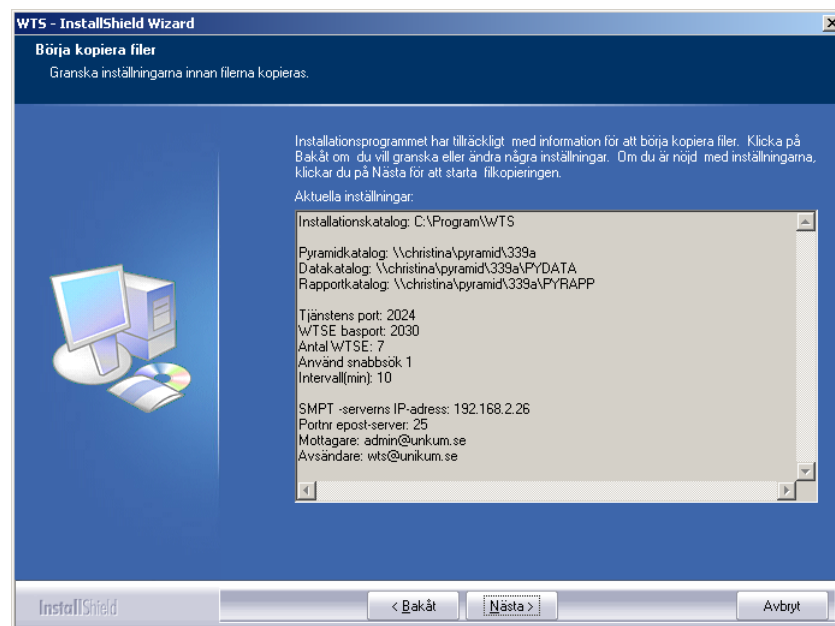 WTS - InstallShield Wizard
Börja kopiera filer
Granska inställningarna innan filerna kopieras.
Installationsprogrammet har tillräckligt med information för att börja kopiera filer. Klicka på
Bakåt om du vill granska eller ändra några inställningar. Om du är nöjd med inställningarna,
klickar du på Nästa för att starta filkopieringen.
Aktuella inställningar:
Installationskatalog: C:\Program\WTS
Pyramidkatalog: \\christina\pyramid\339a
Datakatalog: \\christina\pyramid\339a\PYDATA
Rapportkatalog: \\christina\pyramid\339a\PYRAPP
Tjänstens port: 2024
WTSE basport: 2030
Antal WTSE: 7
Använd snabbsök 1
Intervall(min): 10
SMPT -serverns IP-adress: 192.168.2.26
Portnr epost-server: 25
Mottagare: admin@unkum.se
Avsändare: wts@unikum.se
InstallShield
< Bakåt
Nästa >
Avbryt